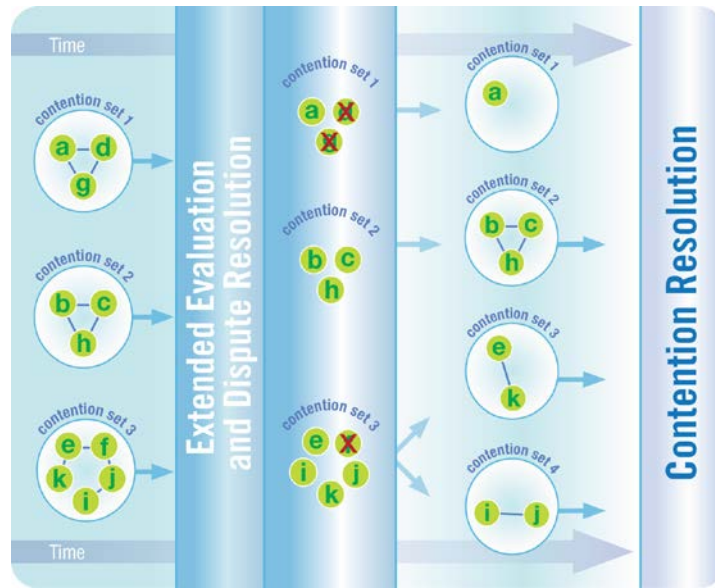 Time
contention set 1
a d
g
contention set 2
b c
h
contention set 3
e f
k j
i
Time
Extended Evaluation
and Dispute Resolution
contention set 1
a
contention set 2
b c
h
contention set 3
e
i j
k
contention set 1
a
contention set 2
b c
h
contention set 3
e
k
contention set 4
i j
Contention Resolution